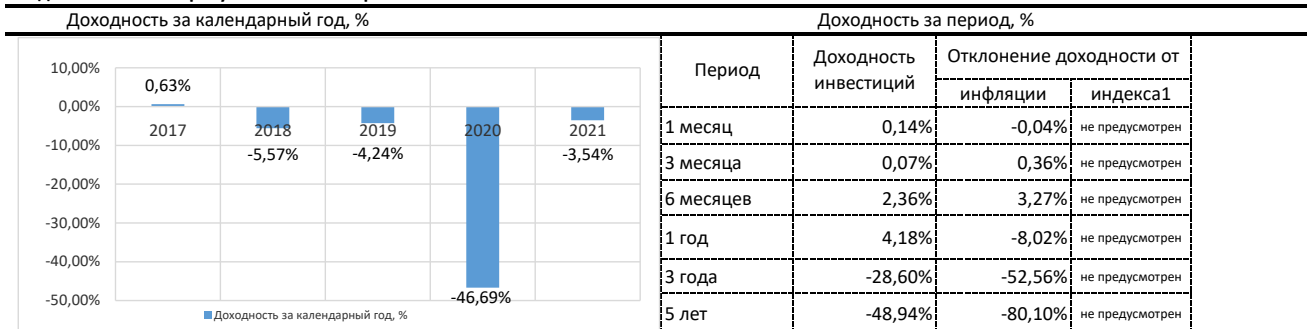 Доходность за календарный год, %
Доходность за период, %
10,00%
0,00%
-10,00%
-20,00%
-30,00%
-40,00%
-50,00%
0,63%
2017
2018
2019
2020
2021
-5,57%
-4,24%
-3,54%
-46,69%
Доходность за календарный год, %
Период
Доходность инвестиций
Отклонение доходности от
инфляции
индекса1
1 месяц 0,14% -0,04% не предусмотрен
3 месяца 0,07% 0,36% не предусмотрен
6 месяцев 2,36% 3,27% не предусмотрен
1 год 4,18% -8,02% не предусмотрен
3 года -28,60% -52,56% не предусмотрен
5 лет -48,94% -80,10% не предусмотрен